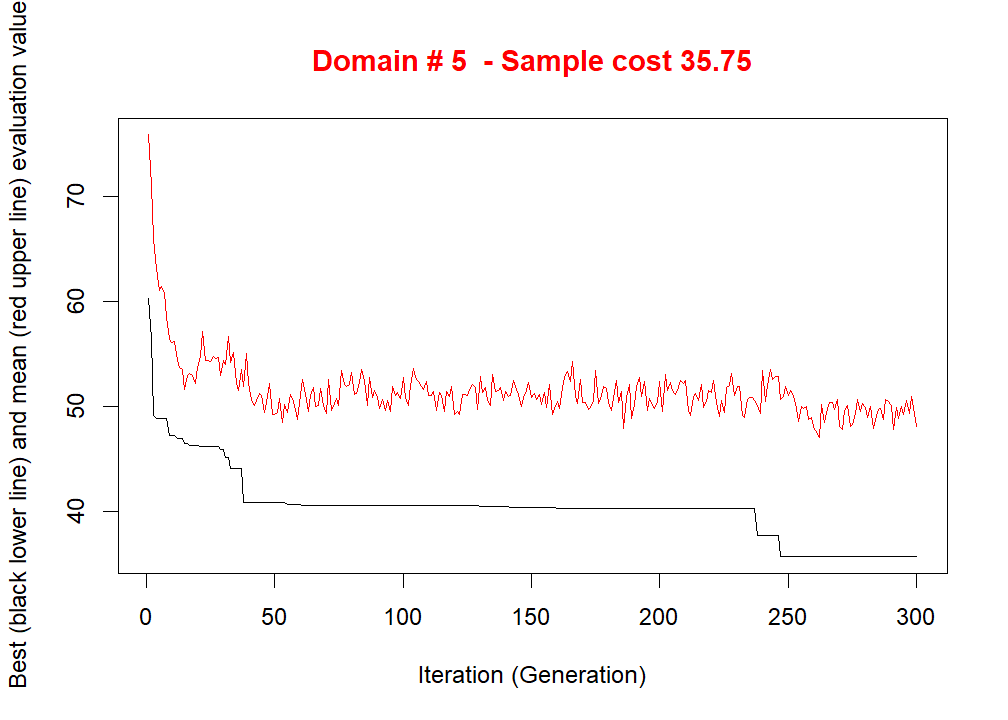 Domain # 5  - Sample cost 35.75
Best (black lower line) and mean (red upper line) evaluation value
70
60
50
40
0 50 100 150 200 250 300
Iteration (Generation)